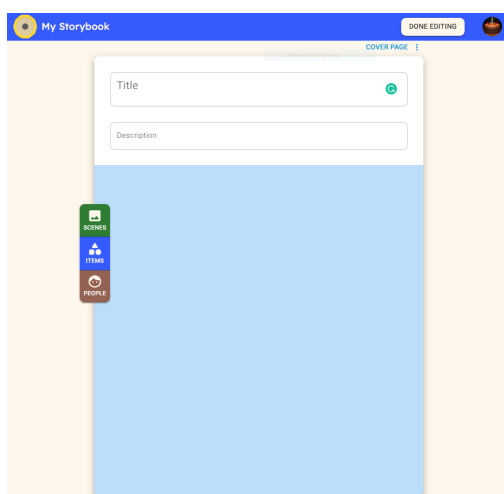 My Storybook
DONE EDITING
COVER PAGE
Title
Description
SCENES
ITEMS
PEOPLE